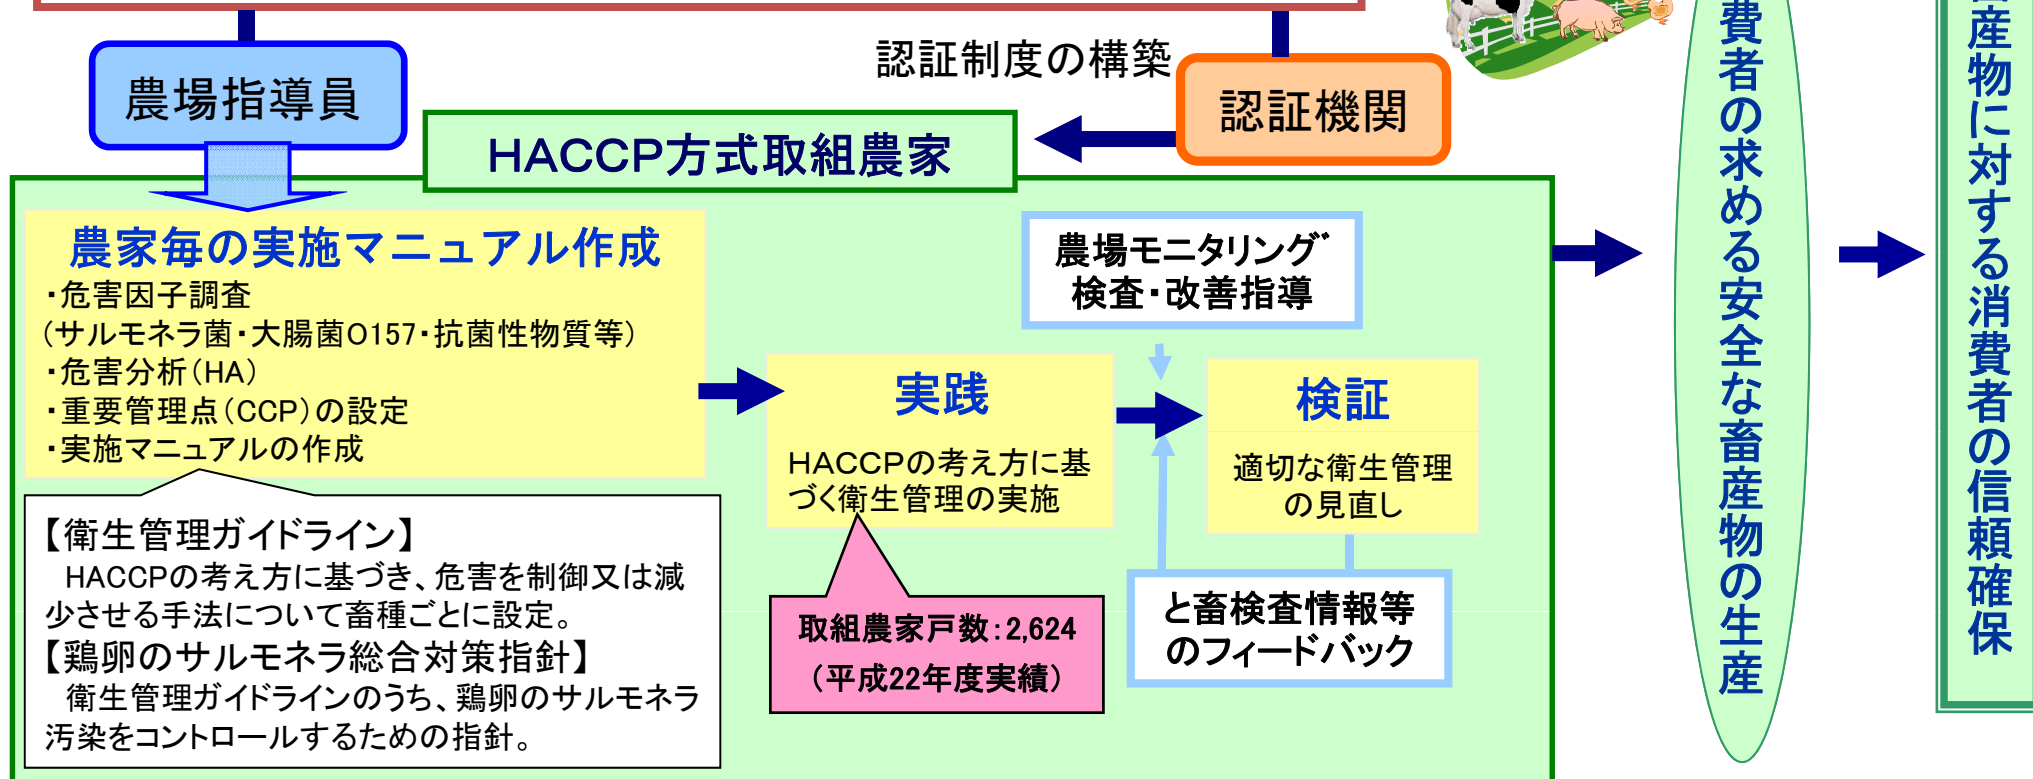 農場指導員
認証制度の構築
認証機関
HACCP方式取組農家
農家毎の実施マニュアル作成
・危害因子調査
(サルモネラ菌・大腸菌O157・抗菌性物質等)
・危害分析(HA)
・重要管理点(CCP)の設定
・実施マニュアルの作成
【衛生管理ガイドライン】
HACCPの考え方に基づき、危害を制御又は減
少させる手法について畜種ごとに設定。
【鶏卵のサルモネラ総合対策指針】
衛生管理ガイドラインのうち、鶏卵のサルモネラ
汚染をコントロールするための指針。
実践
HACCPの考え方に基
づく衛生管理の実施
取組農家戸数:2,624
(平成22年度実績)
農場モニタリング
検査・改善指導
検証
適切な衛生管理
の見直し
と畜検査情報等
のフィードバック
費者の求める安全な畜産物の生産
産物に対する消費者の信頼確保